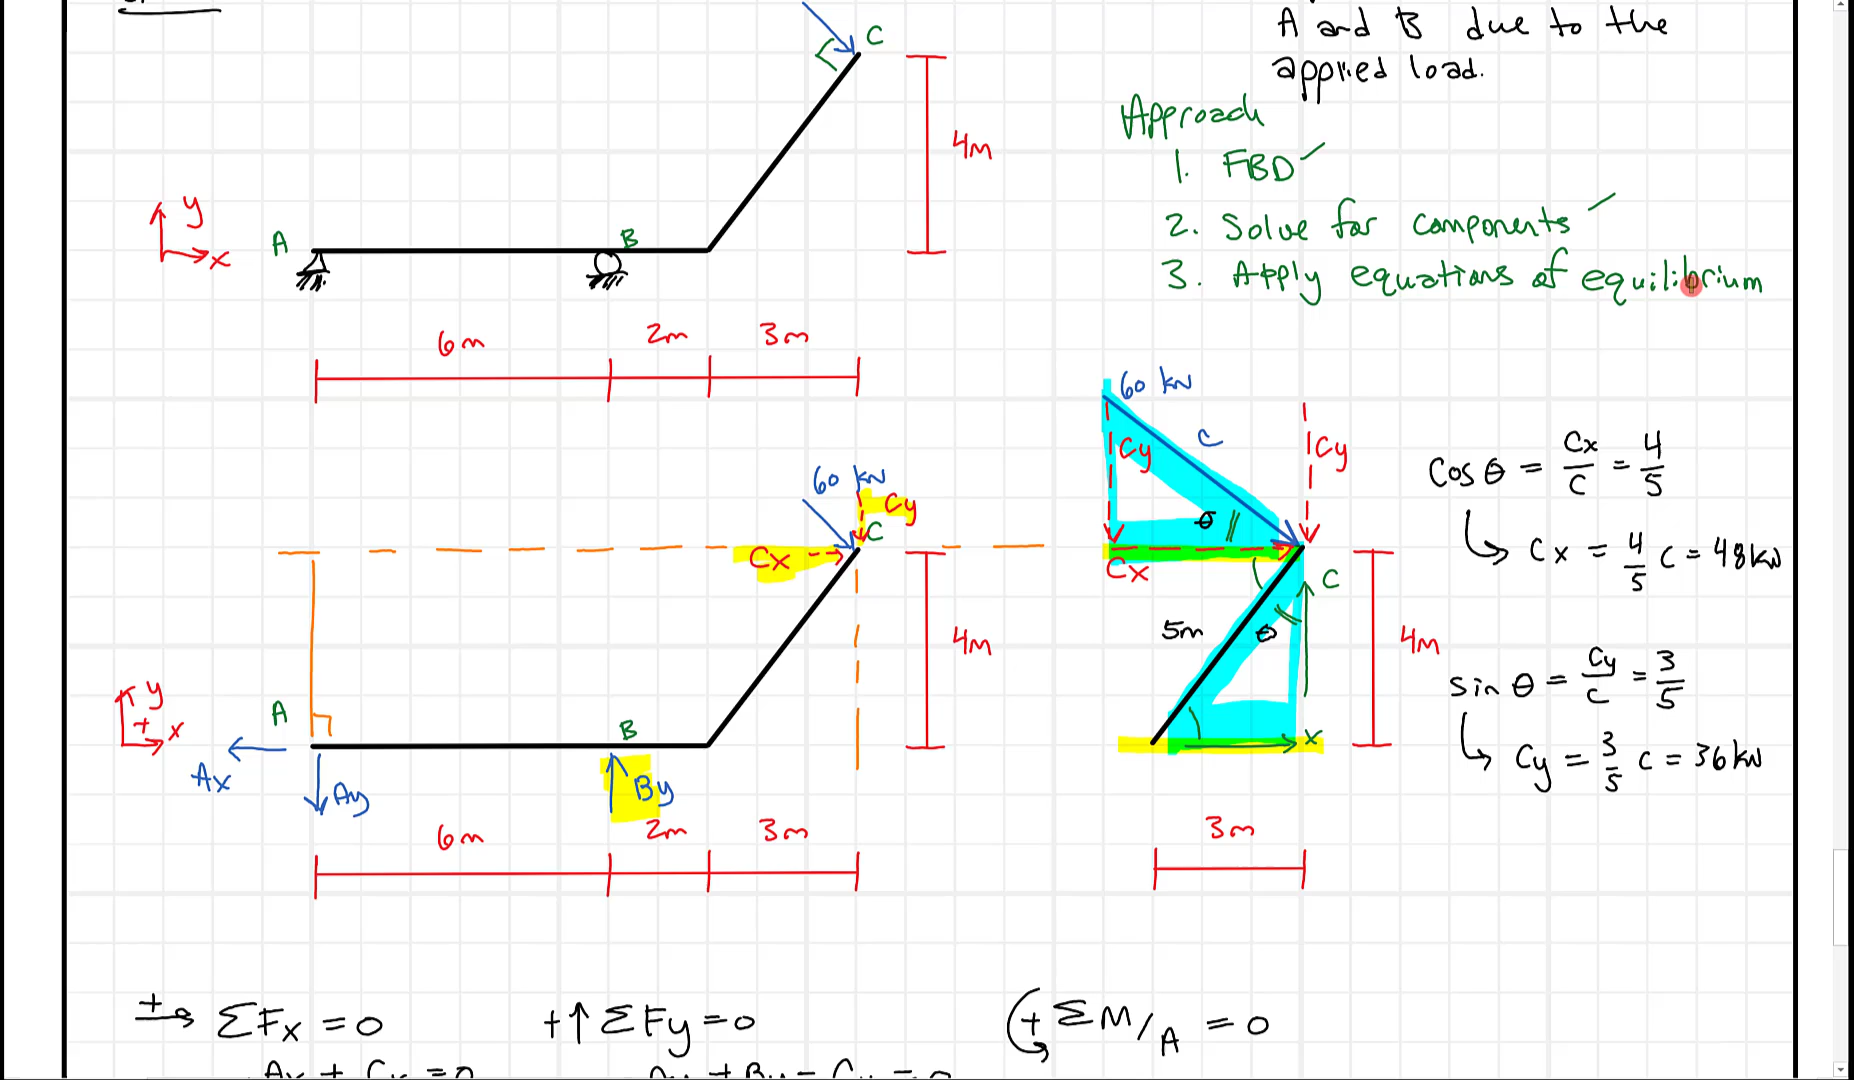 A and B due to the
applied load.
C
Approach
4m
1. FBD ✓
y
x
A
B
2. Solve for components ✓
3. Apply equations of equilibrium
6m
2m
3m
60 kN
Cy
C
Cx
4m
y
+
x
A
B
Ax
Ay
By
6m
2m
3m
60 kN
Cy
C
Cy
θ
Cx
C
5m
θ
4m
x
3m
Cos θ = Cx/C = 4/5
↳ Cx = 4/5 C = 48kN
sin θ = Cy/C = 3/5
↳ Cy = 3/5 C = 36kN
+→ ΣFx = 0
+↑ ΣFy = 0
+ ΣM/A = 0